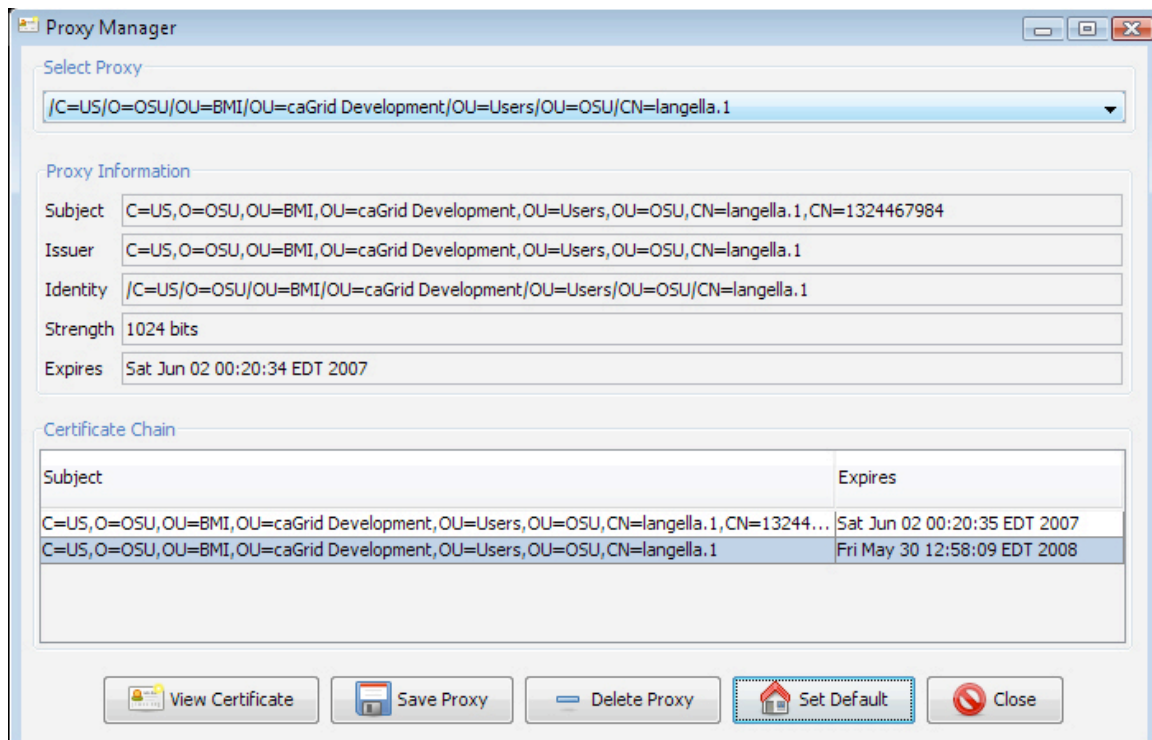 Proxy Manager
Select Proxy
/C=US/O=OSU/OU=BMI/OU=caGrid Development/OU=Users/OU=OSU/CN=langella.1
Proxy Information
Subject C=US,O=OSU,OU=BMI,OU=caGrid Development,OU=Users,OU=OSU,CN=langella.1,CN=1324467984
Issuer C=US,O=OSU,OU=BMI,OU=caGrid Development,OU=Users,OU=OSU,CN=langella.1
Identity /C=US/O=OSU/OU=BMI/OU=caGrid Development/OU=Users/OU=OSU/CN=langella.1
Strength 1024 bits
Expires Sat Jun 02 00:20:34 EDT 2007
Certificate Chain
Subject Expires
C=US,O=OSU,OU=BMI,OU=caGrid Development,OU=Users,OU=OSU,CN=langella.1,CN=13244... Sat Jun 02 00:20:35 EDT 2007
C=US,O=OSU,OU=BMI,OU=caGrid Development,OU=Users,OU=OSU,CN=langella.1 Fri May 30 12:58:09 EDT 2008
View Certificate Save Proxy Delete Proxy Set Default Close